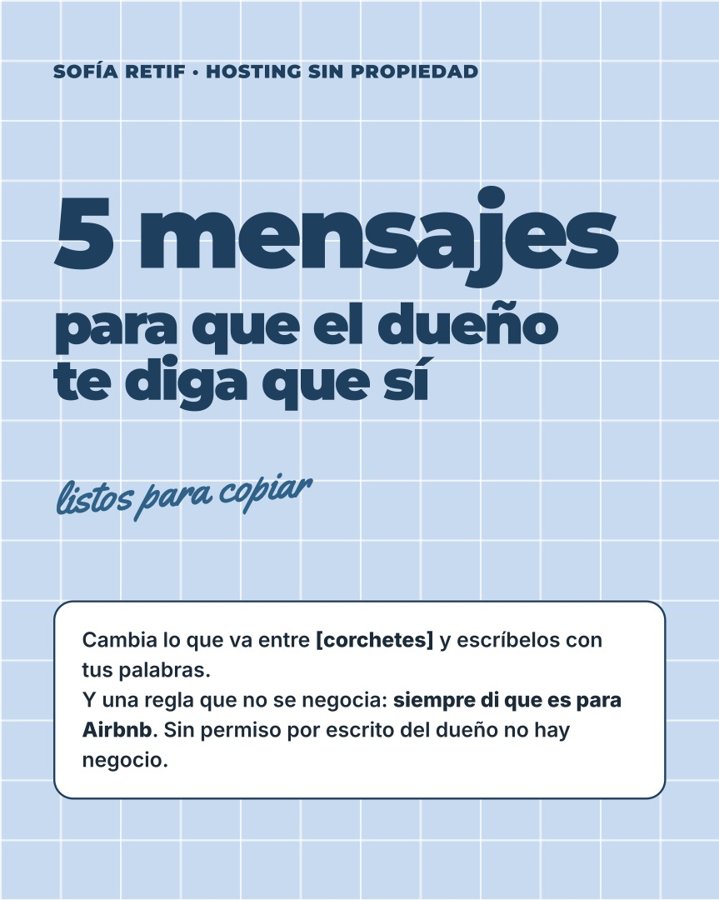 SOFÍA RETIF · HOSTING SIN PROPIEDAD
5 mensajes
para que el dueño
te diga que sí
listos para copiar
Cambia lo que va entre [corchetes] y escríbelos con
tus palabras.
Y una regla que no se negocia: siempre di que es para
Airbnb. Sin permiso por escrito del dueño no hay
negocio.